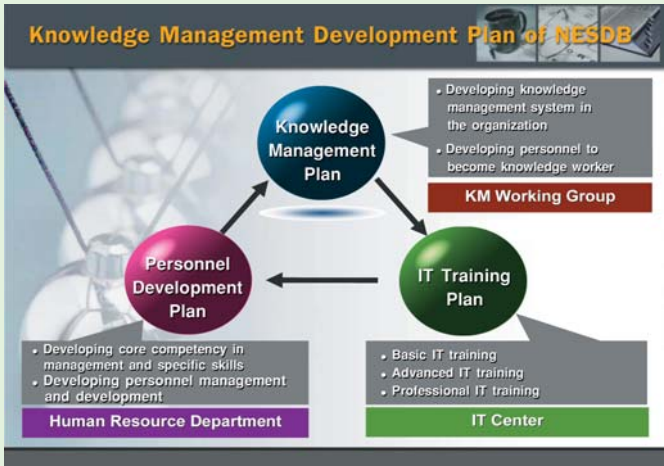 Knowledge Management Development Plan of NESDB
Knowledge
Management
Plan
• Developing knowledge
management system in
the organization
• Developing personnel to
become knowledge worker
KM Working Group
Personnel
Development
Plan
IT Training
Plan
• Developing core competency in
management and specific skills
• Developing personnel management
and development
Human Resource Department
• Basic IT training
• Advanced IT training
• Professional IT training
IT Center